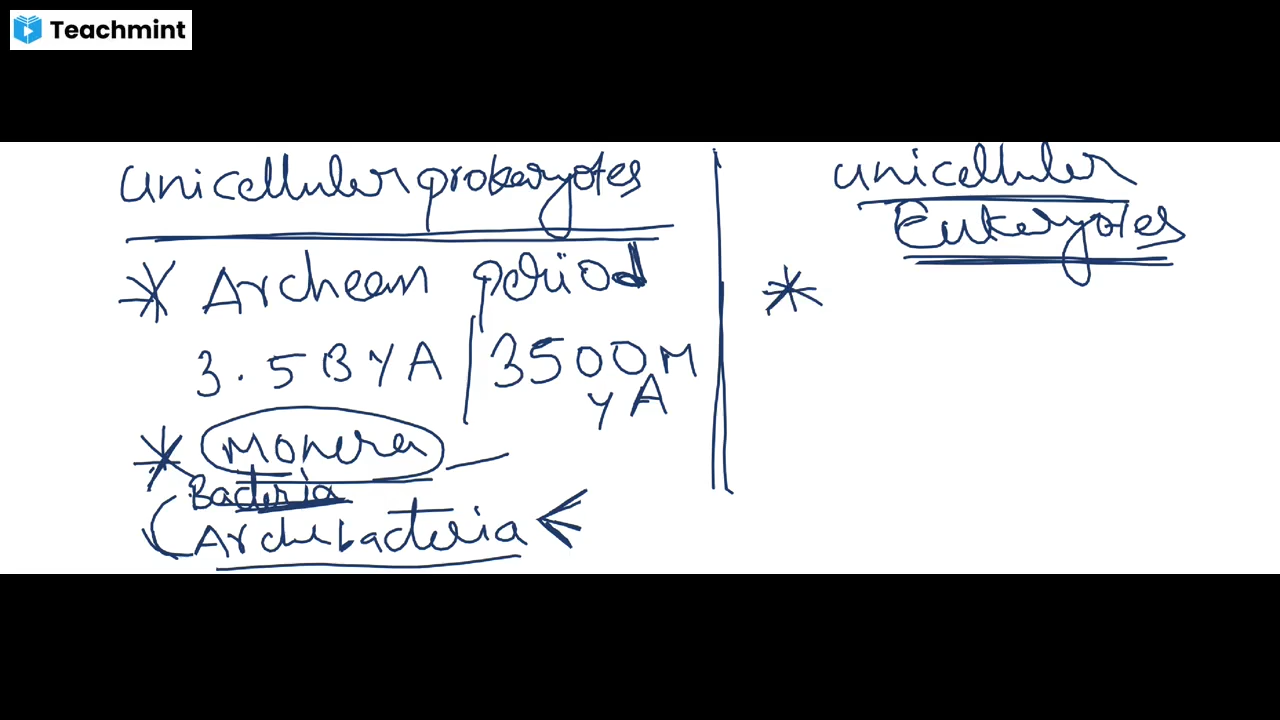 Teachmint
unicellular prokaryotes
* Archean period
3.5 BYA | 3500 M
YA
* Monera
Bacteria
Archebacteria
unicellular
Eukaryotes
*